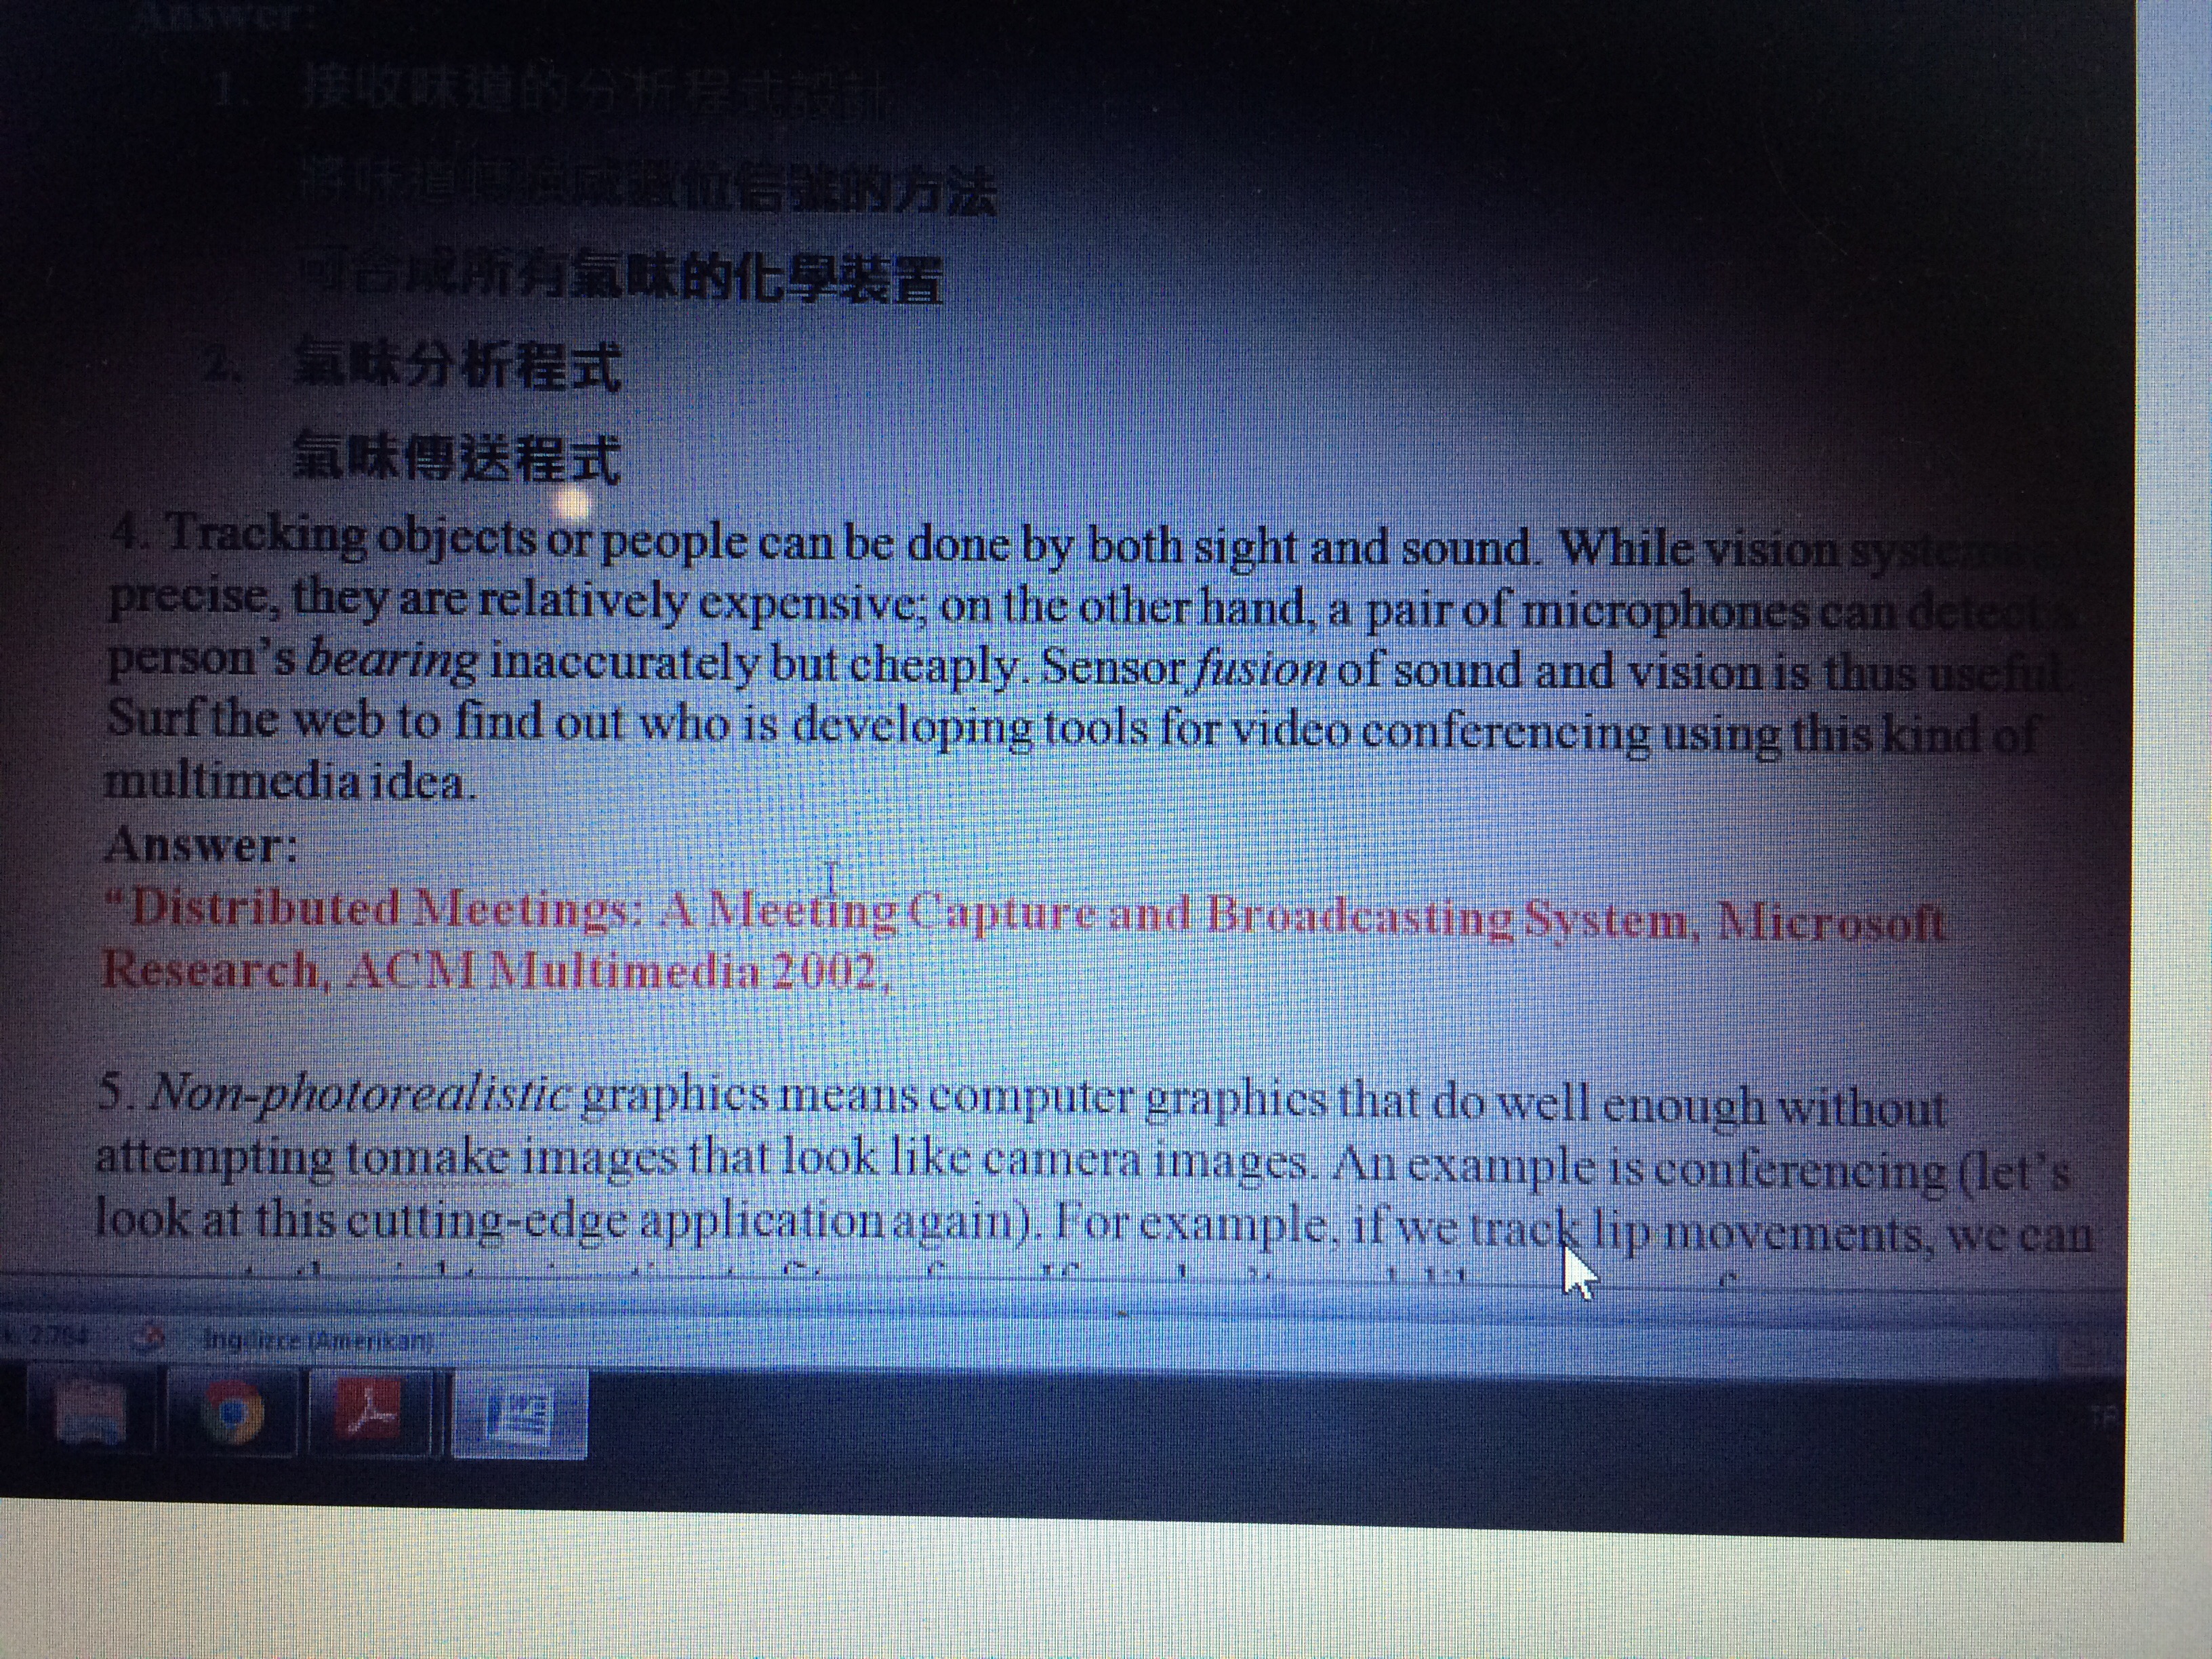 Answer:
1. 接收味道的分析程式設計
將味道轉換成數位信號的方法
可合成所有氣味的化學裝置
2. 氣味分析程式
氣味傳送程式
4. Tracking objects or people can be done by both sight and sound. While vision systems
precise, they are relatively expensive; on the other hand, a pair of microphones can detect a
person's bearing inaccurately but cheaply. Sensor fusion of sound and vision is thus useful.
Surf the web to find out who is developing tools for video conferencing using this kind of
multimedia idea.
Answer:
“Distributed Meetings: A Meeting Capture and Broadcasting System, Microsoft
Research, ACM Multimedia 2002,
5. Non-photorealistic graphics means computer graphics that do well enough without
attempting tomake images that look like camera images. An example is conferencing (let's
look at this cutting-edge application again). For example, if we track lip movements, we can
2.784 İngilizce (Amerikan)
TR